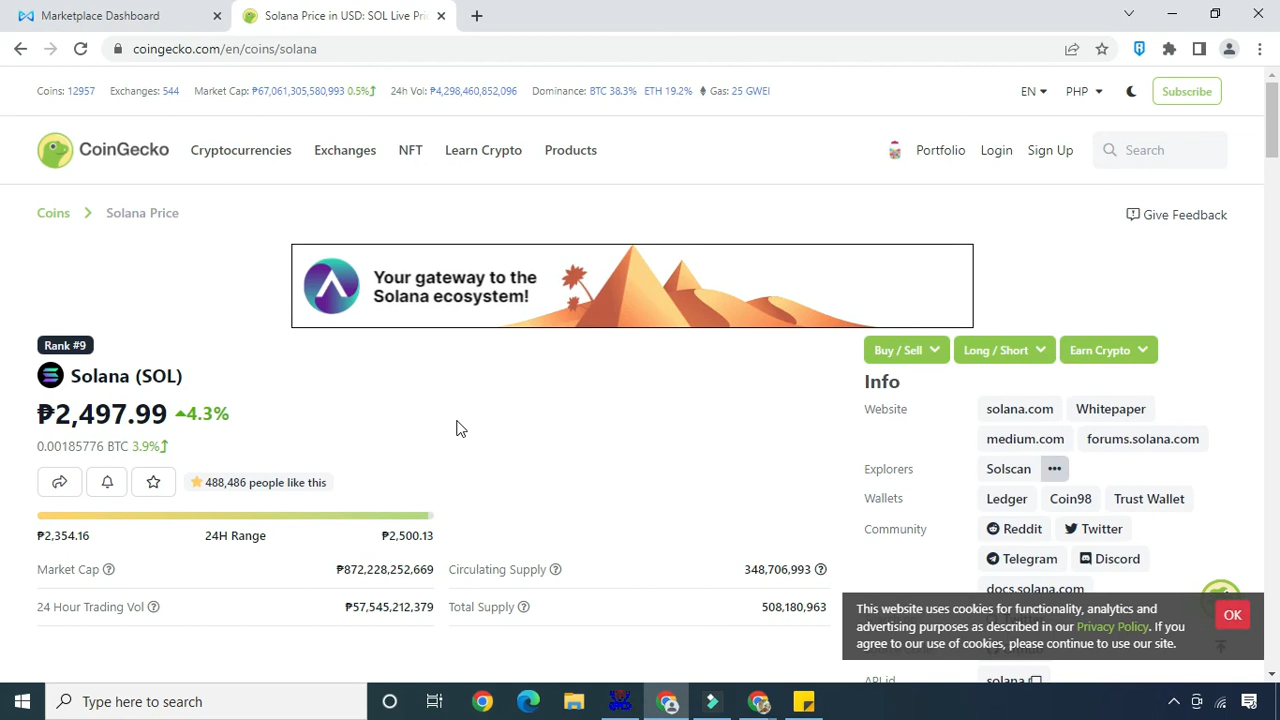 Marketplace Dashboard
Solana Price in USD: SOL Live Pri
coingecko.com/en/coins/solana
Coins: 12957 Exchanges: 544 Market Cap: ₱67,061,305,580,993 0.5% 24h Vol: ₱4,298,460,852,096 Dominance: BTC 38.3% ETH 19.2% Gas: 25 GWEI
EN PHP Subscribe
CoinGecko Cryptocurrencies Exchanges NFT Learn Crypto Products Portfolio Login Sign Up Search
Coins Solana Price
Give Feedback
Your gateway to the
Solana ecosystem!
Rank #9
Solana (SOL)
₱2,497.99 4.3%
0.00185776 BTC 3.9%
488,486 people like this
₱2,354.16 24H Range ₱2,500.13
Market Cap ₱872,228,252,669
Circulating Supply 348,706,993
24 Hour Trading Vol ₱57,545,212,379
Total Supply 508,180,963
Buy / Sell Long / Short Earn Crypto
Info
Website solana.com Whitepaper
medium.com forums.solana.com
Explorers Solscan
Wallets Ledger Coin98 Trust Wallet
Community Reddit Twitter
Telegram Discord
docs.solana.com
This website uses cookies for functionality, analytics and
advertising purposes as described in our Privacy Policy. If you
agree to our use of cookies, please continue to use our site.
OK
API id solana
Type here to search